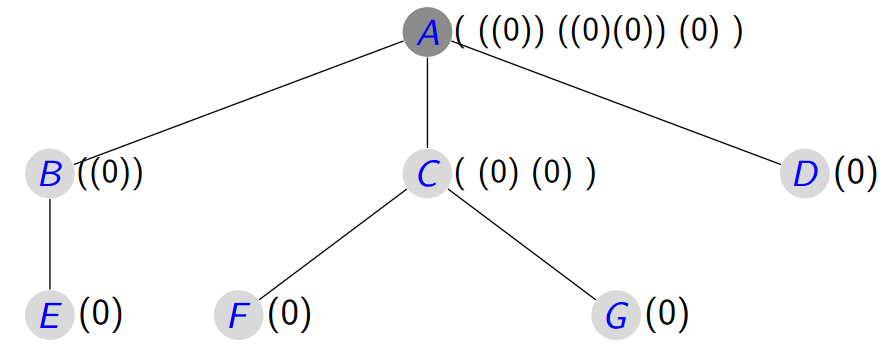 A ( ((0)) ((0)(0)) (0) )
B ((0)) C ( (0) (0) ) D (0)
E (0) F (0) G (0)